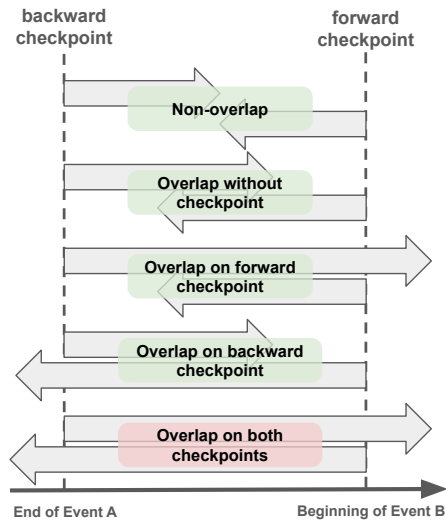 backward
checkpoint
forward
checkpoint
Non-overlap
Overlap without
checkpoint
Overlap on forward
checkpoint
Overlap on backward
checkpoint
Overlap on both
checkpoints
End of Event A
Beginning of Event B